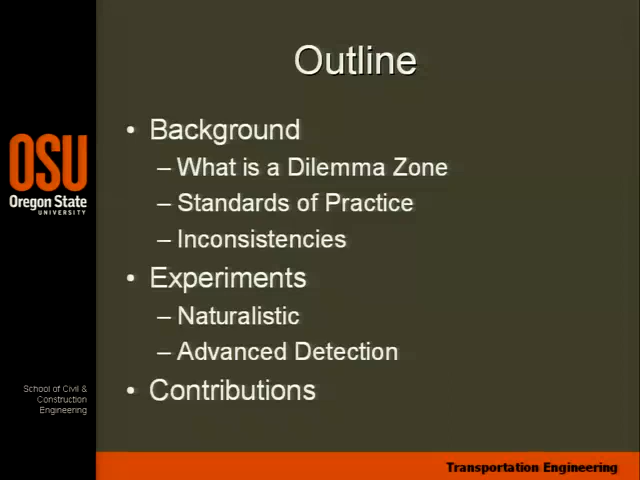 Outline
• Background
– What is a Dilemma Zone
– Standards of Practice
– Inconsistencies
• Experiments
– Naturalistic
– Advanced Detection
• Contributions
OSU
Oregon State
UNIVERSITY
School of Civil &
Construction
Engineering
Transportation Engineering